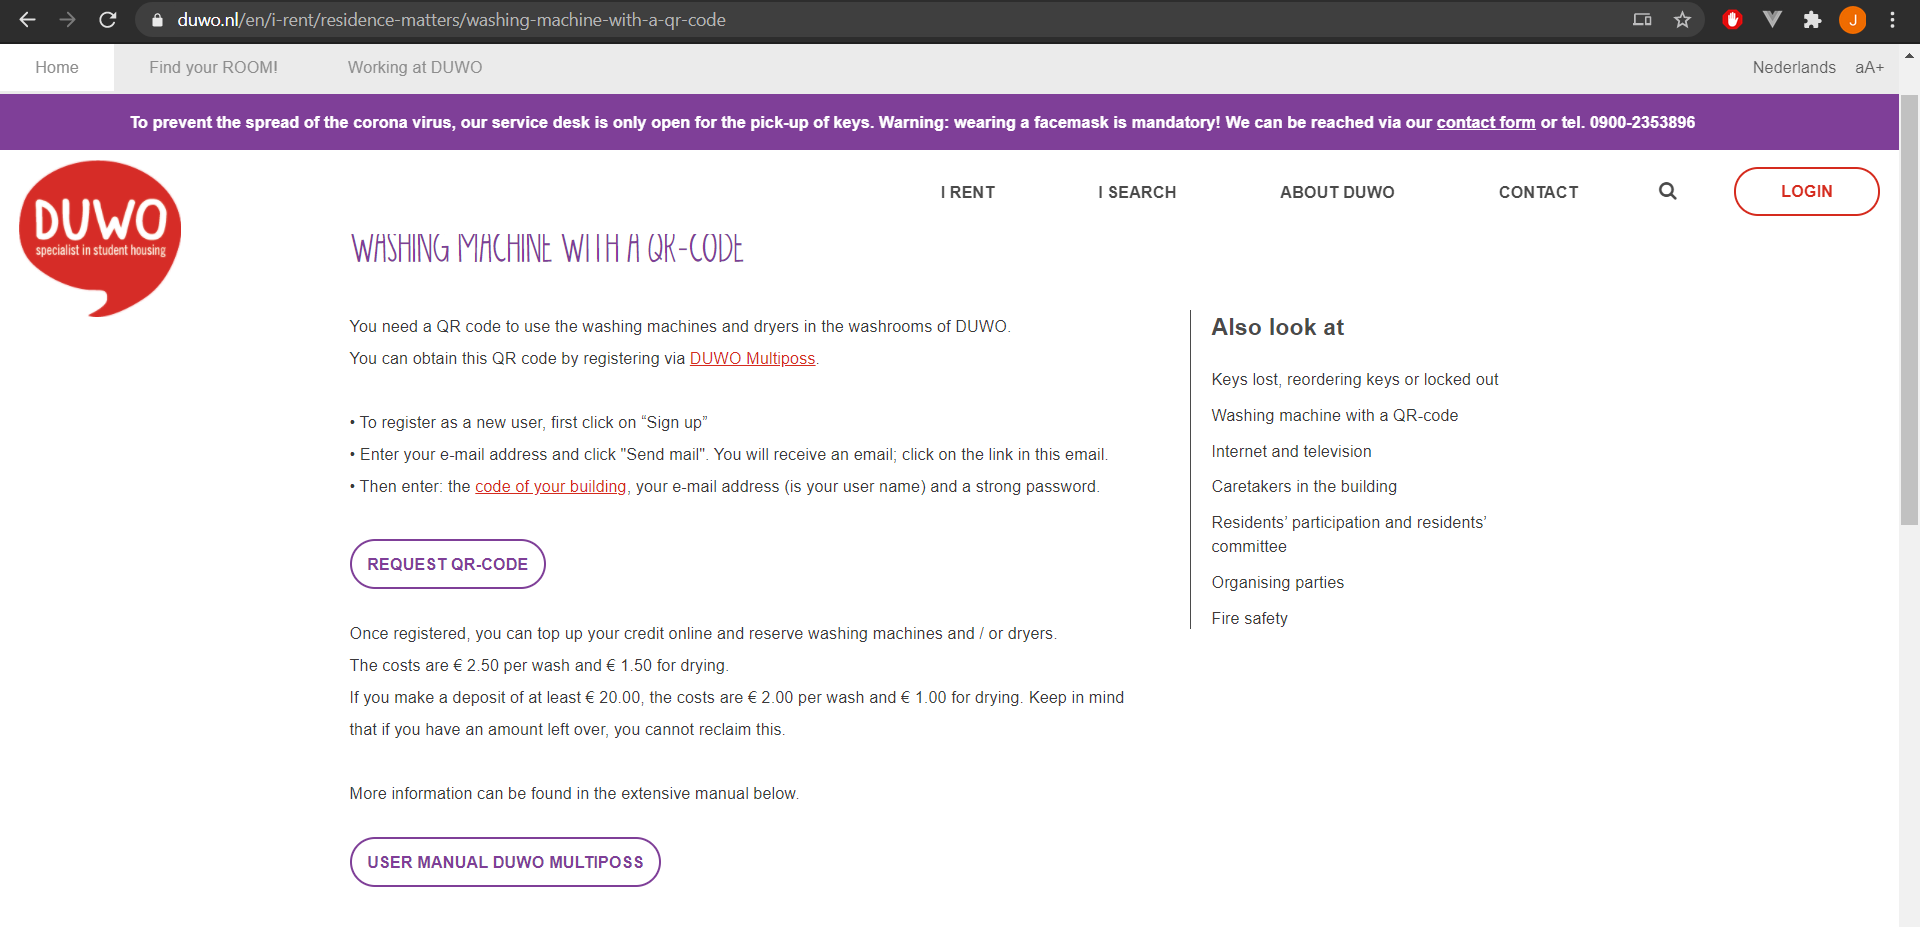 duwo.nl/en/i-rent/residence-matters/washing-machine-with-a-qr-code
J
Home
Find your ROOM!
Working at DUWO
Nederlands
aA+
To prevent the spread of the corona virus, our service desk is only open for the pick-up of keys. Warning: wearing a facemask is mandatory! We can be reached via our contact form or tel. 0900-2353896
DUWO
specialist in student housing
I RENT
I SEARCH
ABOUT DUWO
CONTACT
LOGIN
WASHING MACHINE WITH A QR-CODE
You need a QR code to use the washing machines and dryers in the washrooms of DUWO.
You can obtain this QR code by registering via DUWO Multiposs.
• To register as a new user, first click on “Sign up”
• Enter your e-mail address and click "Send mail". You will receive an email; click on the link in this email.
• Then enter: the code of your building, your e-mail address (is your user name) and a strong password.
REQUEST QR-CODE
Once registered, you can top up your credit online and reserve washing machines and / or dryers.
The costs are € 2.50 per wash and € 1.50 for drying.
If you make a deposit of at least € 20.00, the costs are € 2.00 per wash and € 1.00 for drying. Keep in mind
that if you have an amount left over, you cannot reclaim this.
More information can be found in the extensive manual below.
USER MANUAL DUWO MULTIPOSS
Also look at
Keys lost, reordering keys or locked out
Washing machine with a QR-code
Internet and television
Caretakers in the building
Residents’ participation and residents’
committee
Organising parties
Fire safety